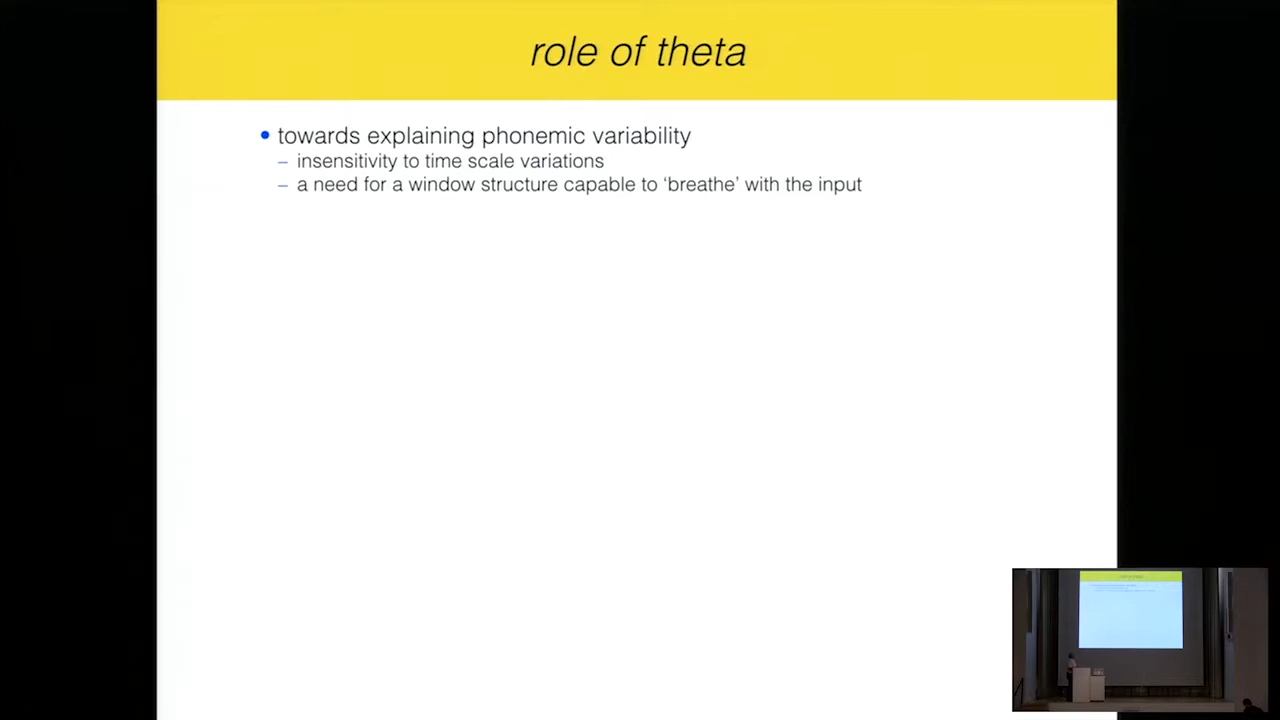 role of theta
• towards explaining phonemic variability
– insensitivity to time scale variations
– a need for a window structure capable to ‘breathe’ with the input